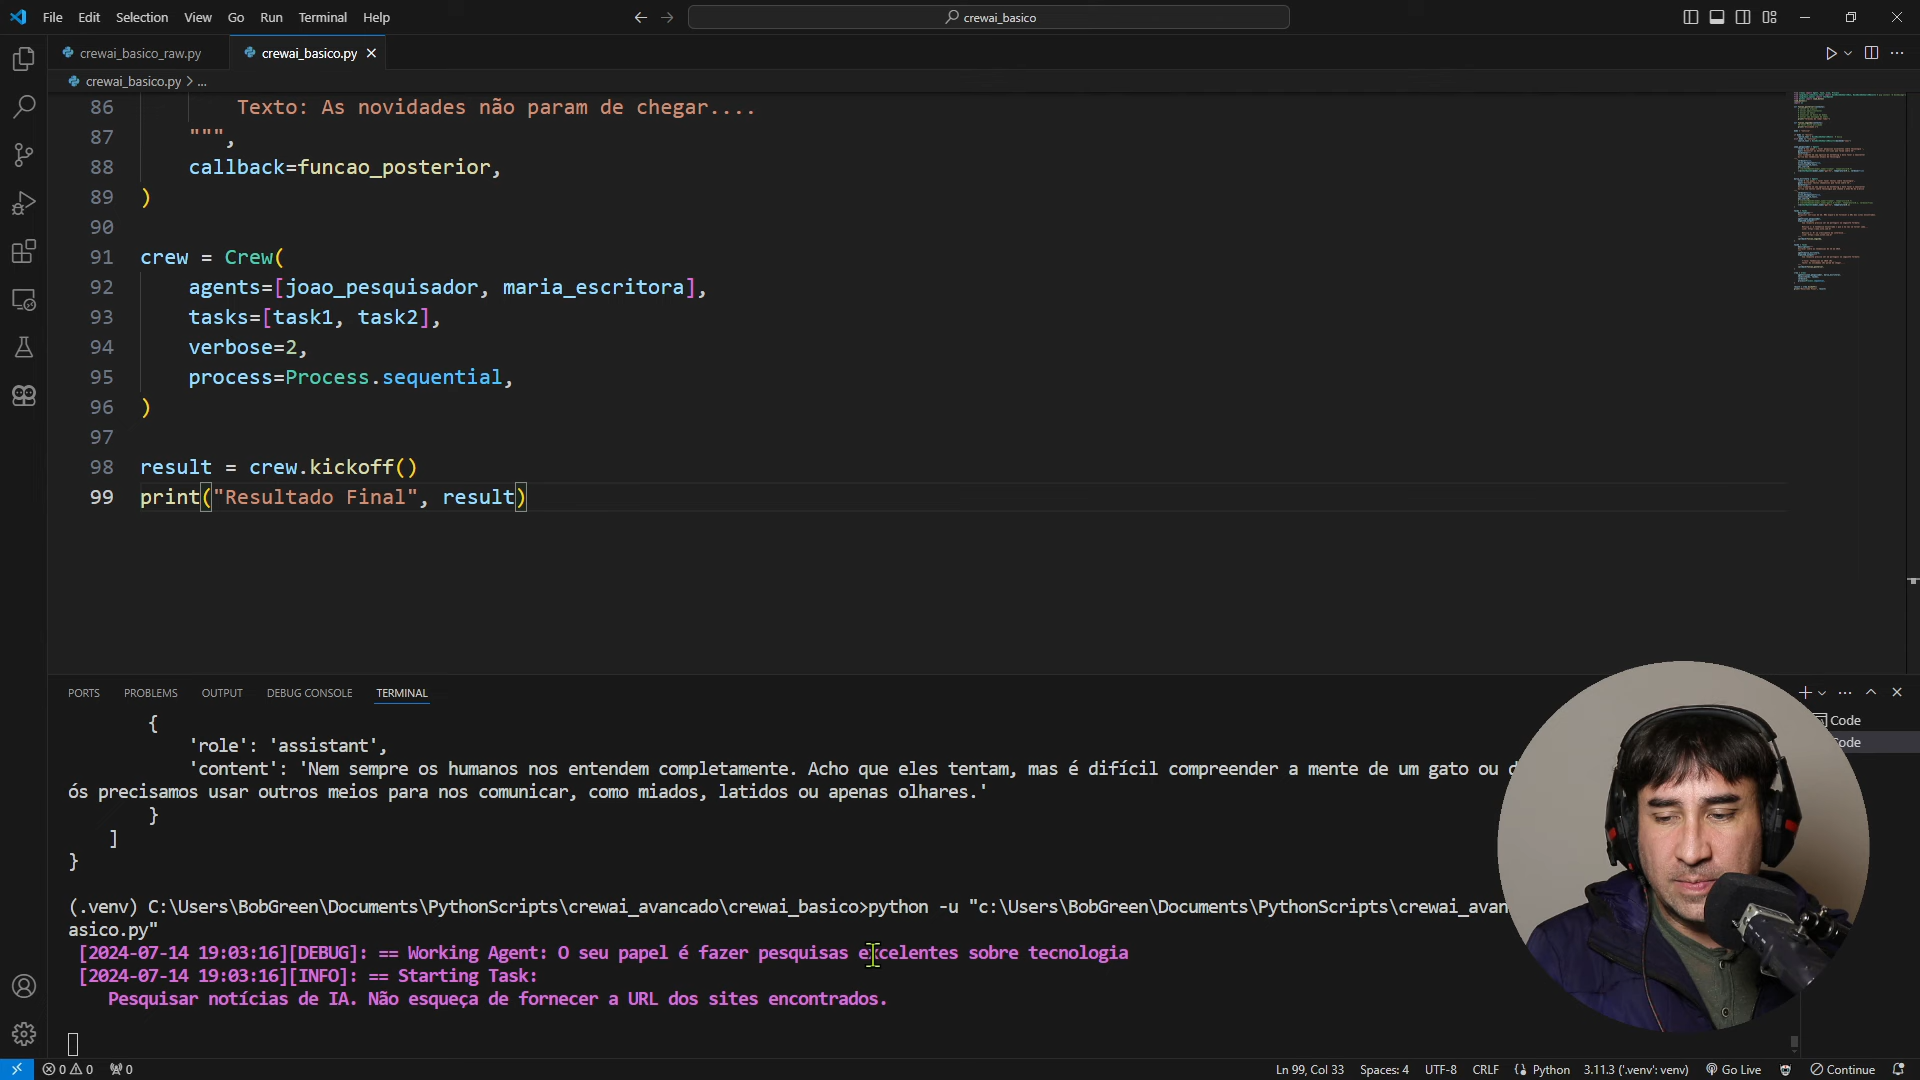 File Edit Selection View Go Run Terminal Help
crewai_basico
crewai_basico_raw.py
crewai_basico.py
crewai_basico.py > ...
86 Texto: As novidades não param de chegar....
87 """,
88 callback=funcao_posterior,
89 )
90
91 crew = Crew(
92 agents=[joao_pesquisador, maria_escritora],
93 tasks=[task1, task2],
94 verbose=2,
95 process=Process.sequential,
96 )
97
98 result = crew.kickoff()
99 print("Resultado Final", result)
PORTS PROBLEMS OUTPUT DEBUG CONSOLE TERMINAL
Code
Code
{
'role': 'assistant',
'content': 'Nem sempre os humanos nos entendem completamente. Acho que eles tentam, mas é difícil compreender a mente de um gato ou
ós precisamos usar outros meios para nos comunicar, como miados, latidos ou apenas olhares.'
}
]
}
(.venv) C:\Users\BobGreen\Documents\PythonScripts\crewai_avancado\crewai_basico>python -u "c:\Users\BobGreen\Documents\PythonScripts\crewai_avan
asico.py"
[2024-07-14 19:03:16][DEBUG]: == Working Agent: O seu papel é fazer pesquisas excelentes sobre tecnologia
[2024-07-14 19:03:16][INFO]: == Starting Task:
Pesquisar notícias de IA. Não esqueça de fornecer a URL dos sites encontrados.
0 0 0 Ln 99, Col 33 Spaces: 4 UTF-8 CRLF Python 3.11.3 ('.venv': venv) Go Live Continue